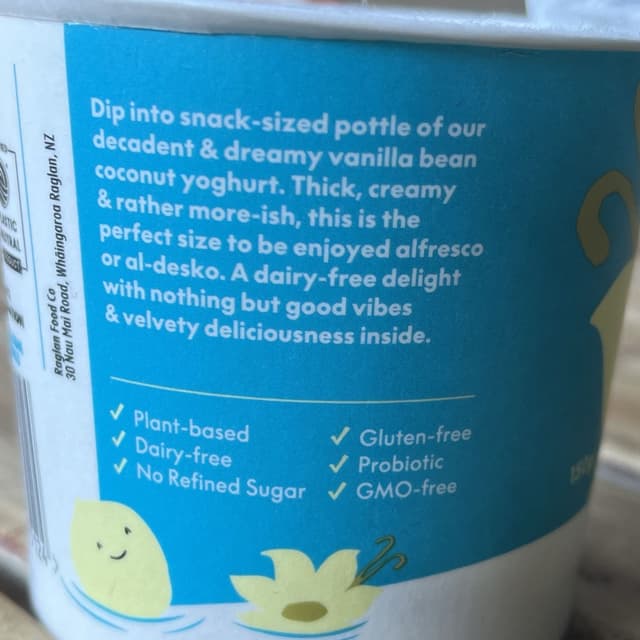 Dip into snack-sized pottle of our
decadent & dreamy vanilla bean
coconut yoghurt. Thick, creamy
& rather more-ish, this is the
perfect size to be enjoyed alfresco
or al-desko. A dairy-free delight
with nothing but good vibes
& velvety deliciousness inside.
✓ Plant-based
✓ Dairy-free
✓ No Refined Sugar
✓ Gluten-free
✓ Probiotic
✓ GMO-free
Raglan Food Co
30 Nau Mai Road, Whāingaroa Raglan, NZ